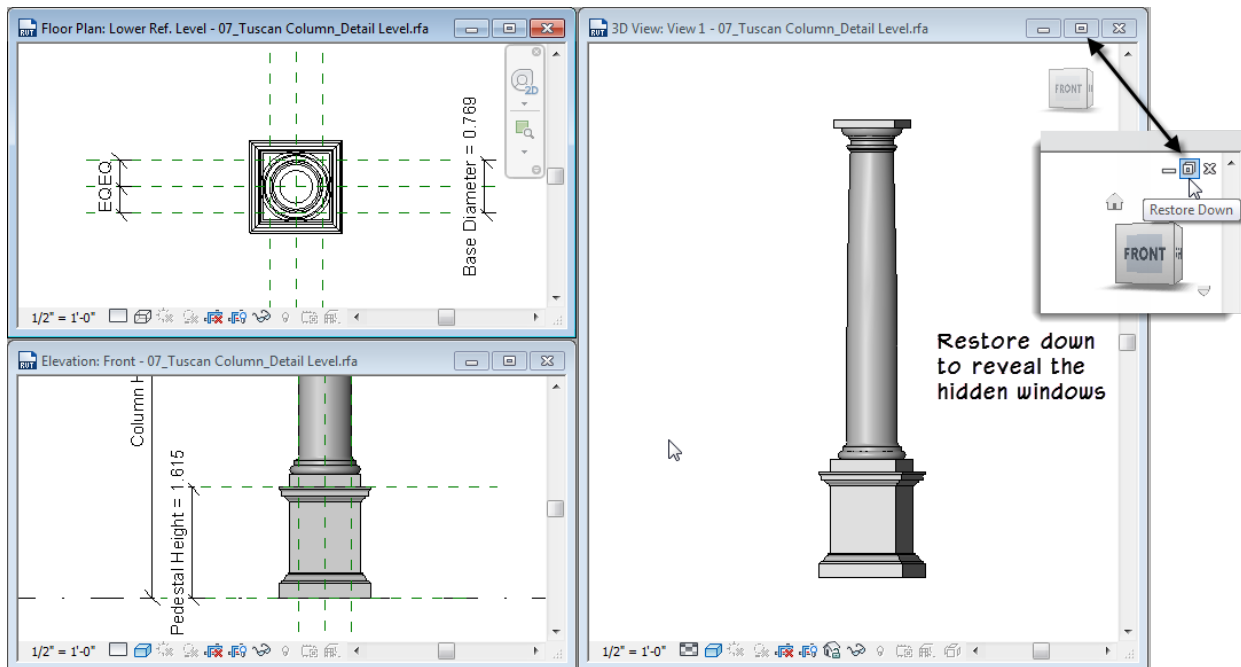 Floor Plan: Lower Ref. Level - 07_Tuscan Column_Detail Level.rfa
2D
EQEQ
Base Diameter = 0.769
1/2" = 1'-0"
Elevation: Front - 07_Tuscan Column_Detail Level.rfa
Column H
Pedestal Height = 1.615
1/2" = 1'-0"
3D View: View 1 - 07_Tuscan Column_Detail Level.rfa
FRONT
Restore Down
FRONT
Restore down
to reveal the
hidden windows
1/2" = 1'-0"